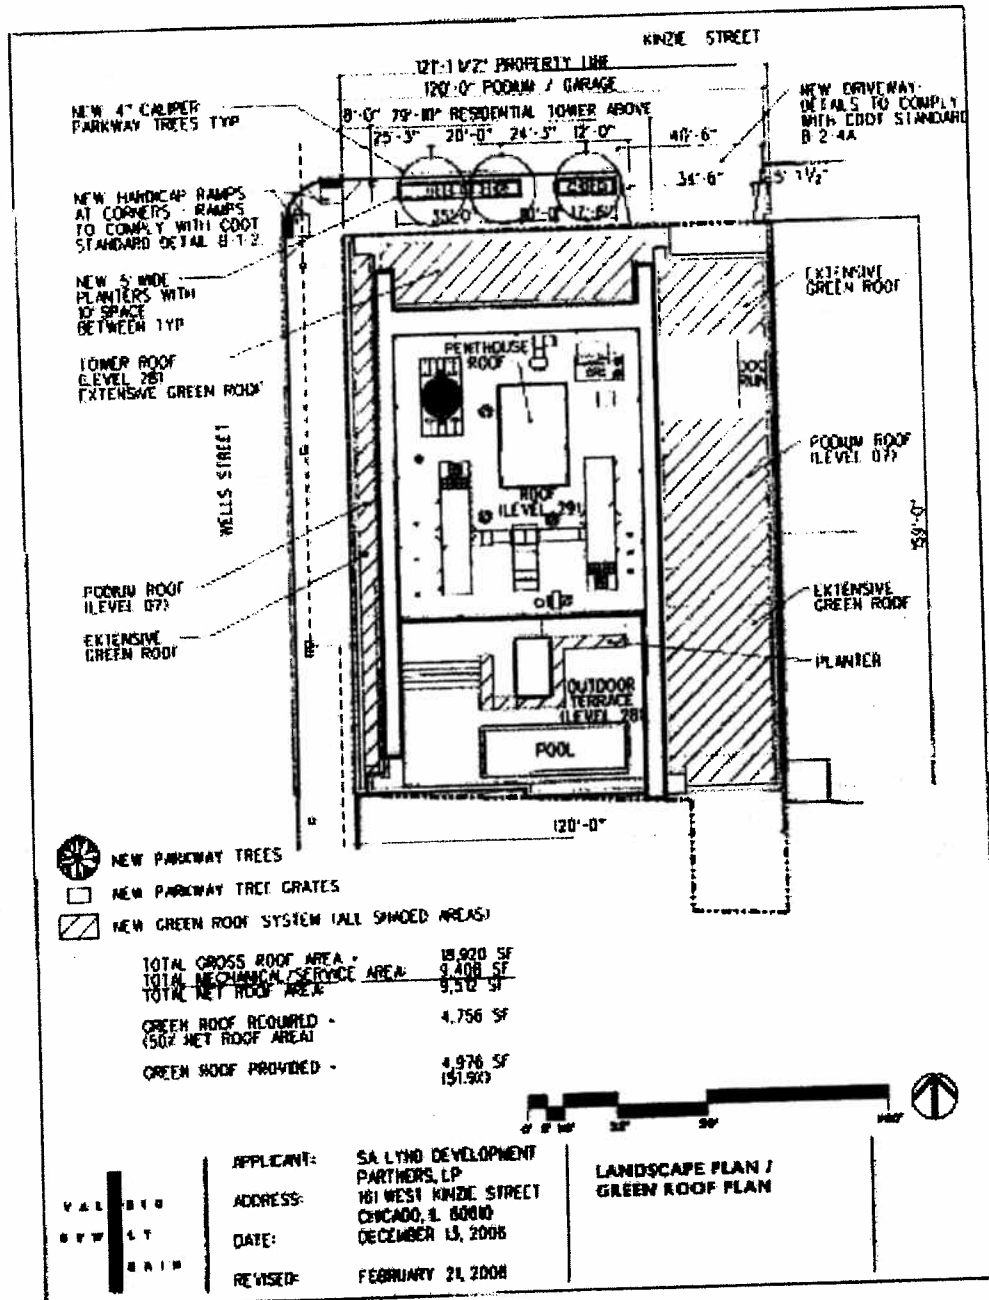 KINZIE STREET
121'-1 1/2" PROPERTY LINE
120'-0" PODIUM / GARAGE
8'-0" 79'-10" RESIDENTIAL TOWER ABOVE
25'-3" 20'-0" 24'-3" 12'-0" 40'-6"
NEW 4" CALIPER
PARKWAY TREES TYP
NEW DRIVEWAY-
DETAILS TO COMPLY
WITH CDOT STANDARD
B-2-4A
34'-6" 5' 1 1/2"
NEW HANDICAP RAMPS
AT CORNERS - RAMPS
TO COMPLY WITH CDOT
STANDARD DETAIL B-1-2
17'-6"
NEW 5' WIDE
PLANTERS WITH
10' SPACE
BETWEEN TYP
EXTENSIVE
GREEN ROOF
TOWER ROOF
(LEVEL 28)
EXTENSIVE GREEN ROOF
PENTHOUSE
ROOF
DOG
RUN
WELLS STREET
PODIUM ROOF
(LEVEL 07)
ROOF
(LEVEL 29)
159'-0"
PODIUM ROOF
(LEVEL 07)
EXTENSIVE
GREEN ROOF
EXTENSIVE
GREEN ROOF
PLANTER
OUTDOOR
TERRACE
(LEVEL 28)
POOL
120'-0"
NEW PARKWAY TREES
NEW PARKWAY TREE GRATES
NEW GREEN ROOF SYSTEM (ALL SHADED AREAS)
TOTAL GROSS ROOF AREA - 18,920 SF
TOTAL MECHANICAL/SERVICE AREA: 9,408 SF
TOTAL NET ROOF AREA: 9,512 SF
GREEN ROOF REQUIRED - 4,756 SF
(50% NET ROOF AREA)
GREEN ROOF PROVIDED - 4,976 SF
APPLICANT: SA LYND DEVELOPMENT
PARTNERS, LP
ADDRESS: 161 WEST KINZIE STREET
CHICAGO, IL 60610
DATE: DECEMBER 13, 2006
REVISED: FEBRUARY 21, 2008
LANDSCAPE PLAN /
GREEN ROOF PLAN